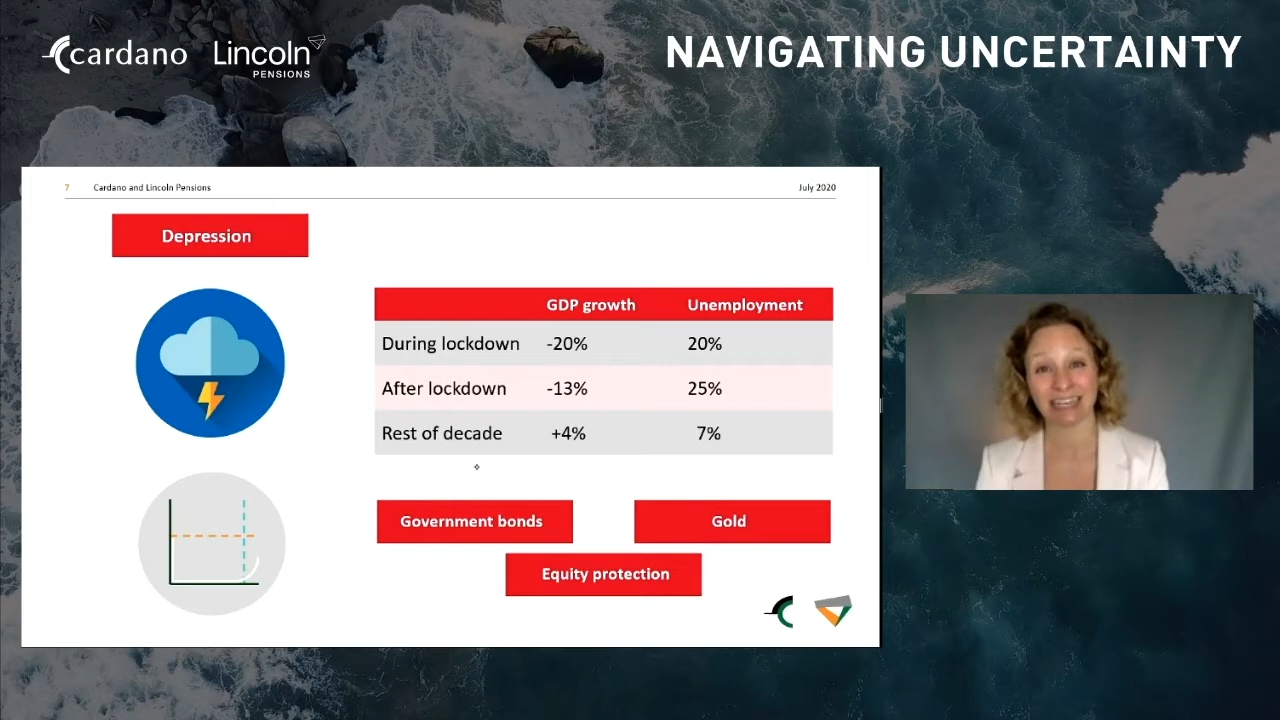 cardano
Lincoln
PENSIONS
NAVIGATING UNCERTAINTY
7 Cardano and Lincoln Pensions July 2020
Depression
GDP growth Unemployment
During lockdown -20% 20%
After lockdown -13% 25%
Rest of decade +4% 7%
Government bonds Gold
Equity protection